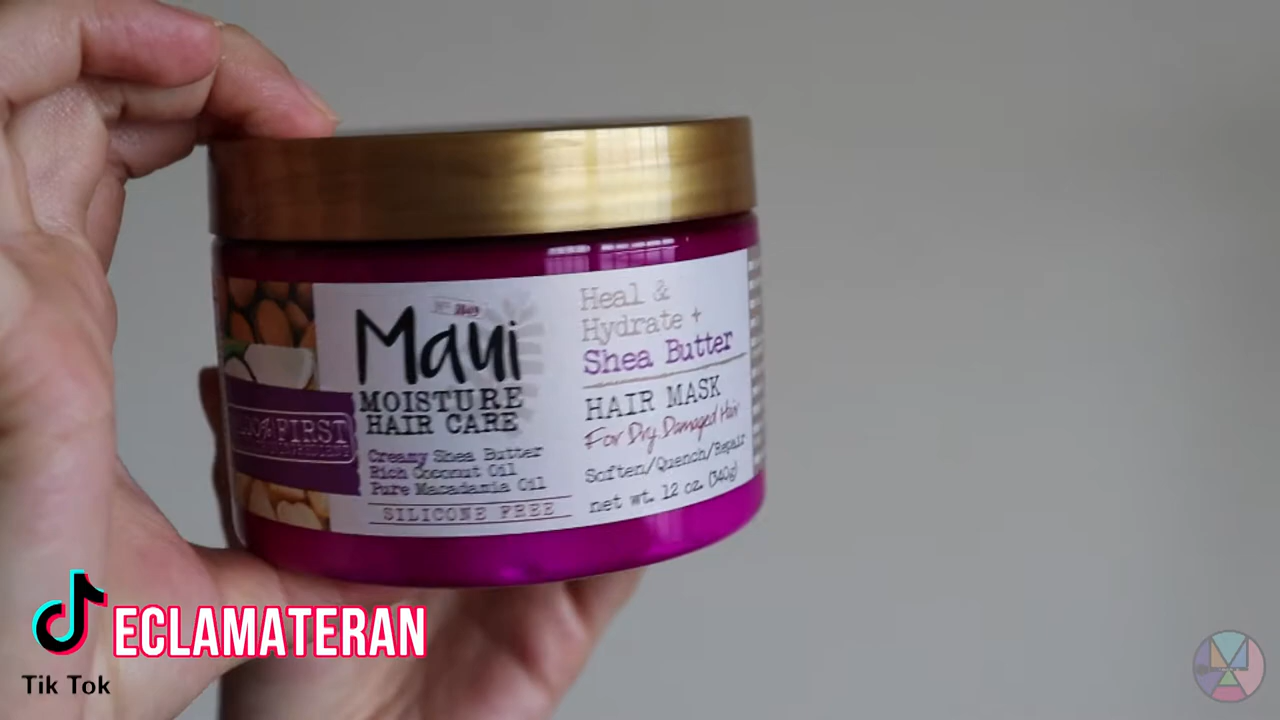 Maui
MOISTURE
HAIR CARE
Creamy Shea Butter
Rich Coconut Oil
Pure Macadamia Oil
SILICONE FREE
Heal &
Hydrate +
Shea Butter
HAIR MASK
For Dry, Damaged Hair
Soften/Quench/Repair
net wt. 12 oz. (340g)
FIRST
ECLAMATERAN
Tik Tok